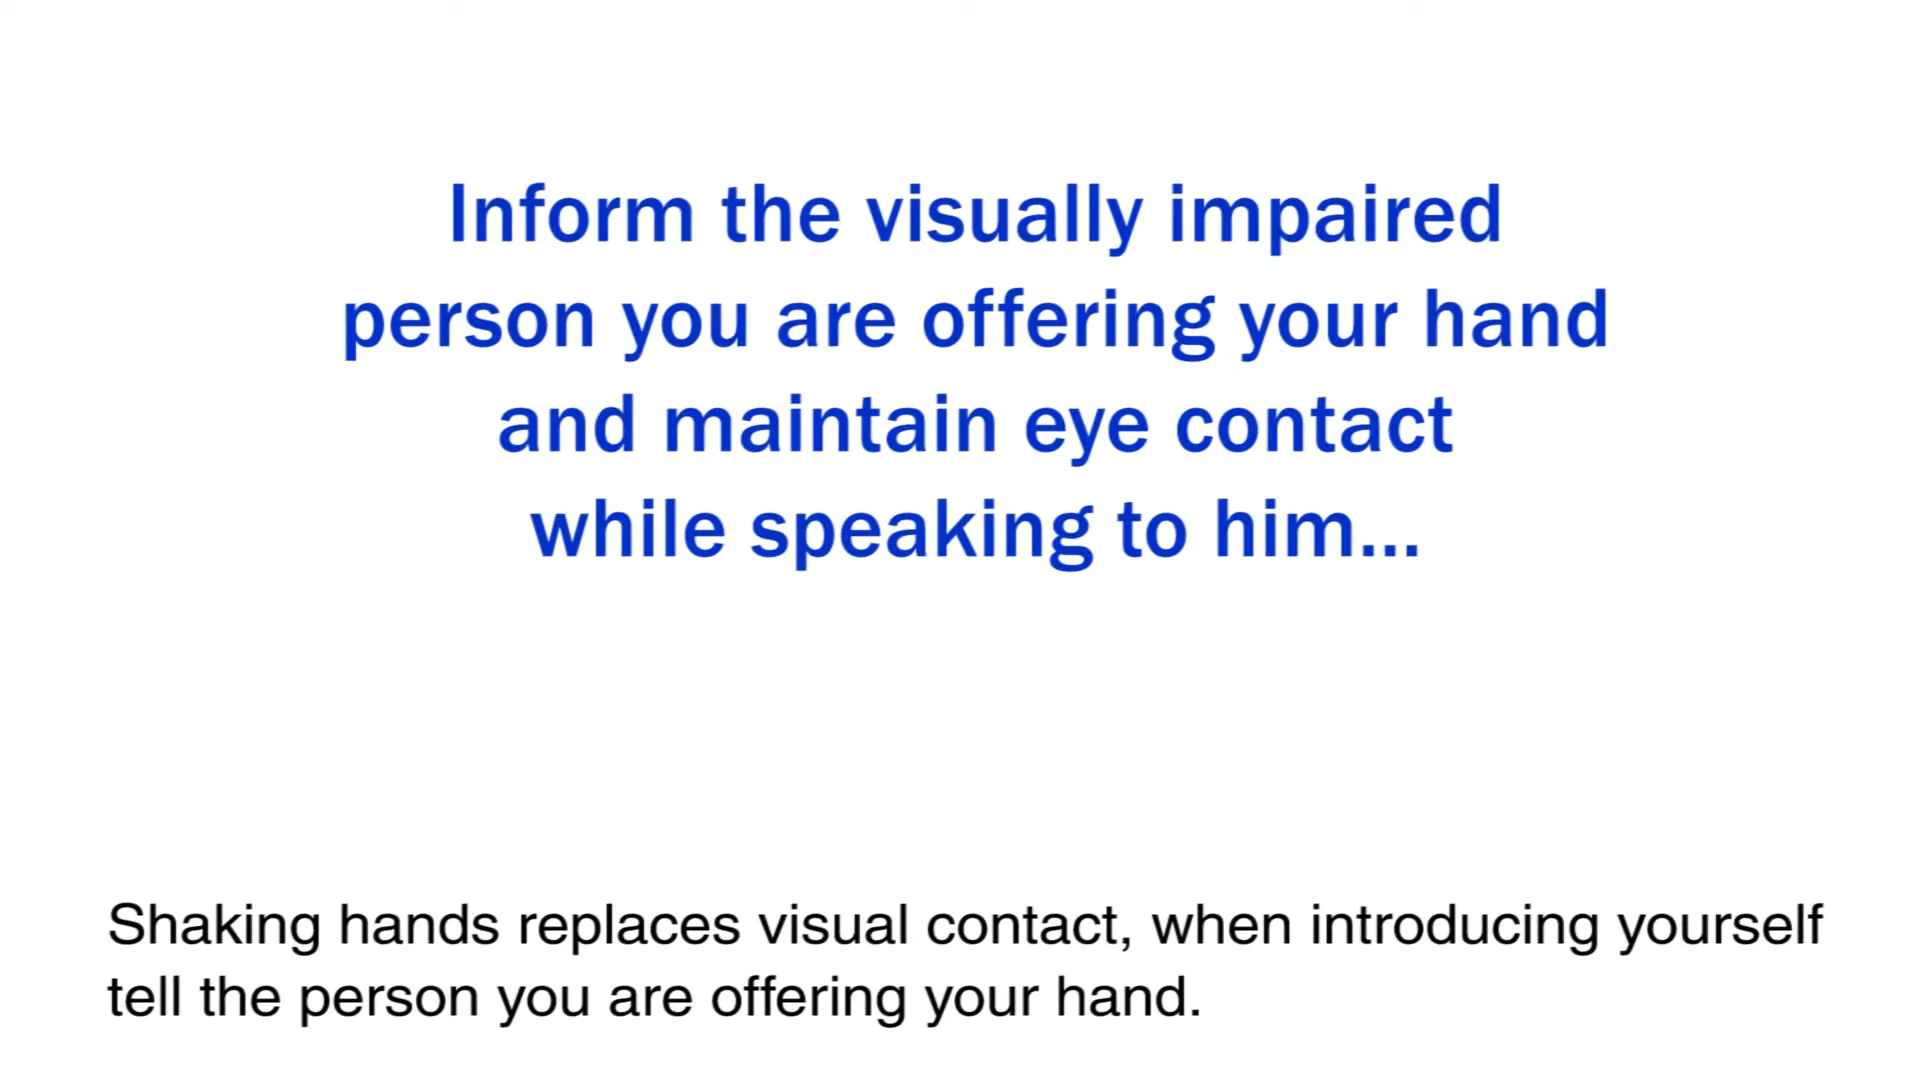 Inform the visually impaired
person you are offering your hand
and maintain eye contact
while speaking to him...
Shaking hands replaces visual contact, when introducing yourself
tell the person you are offering your hand.